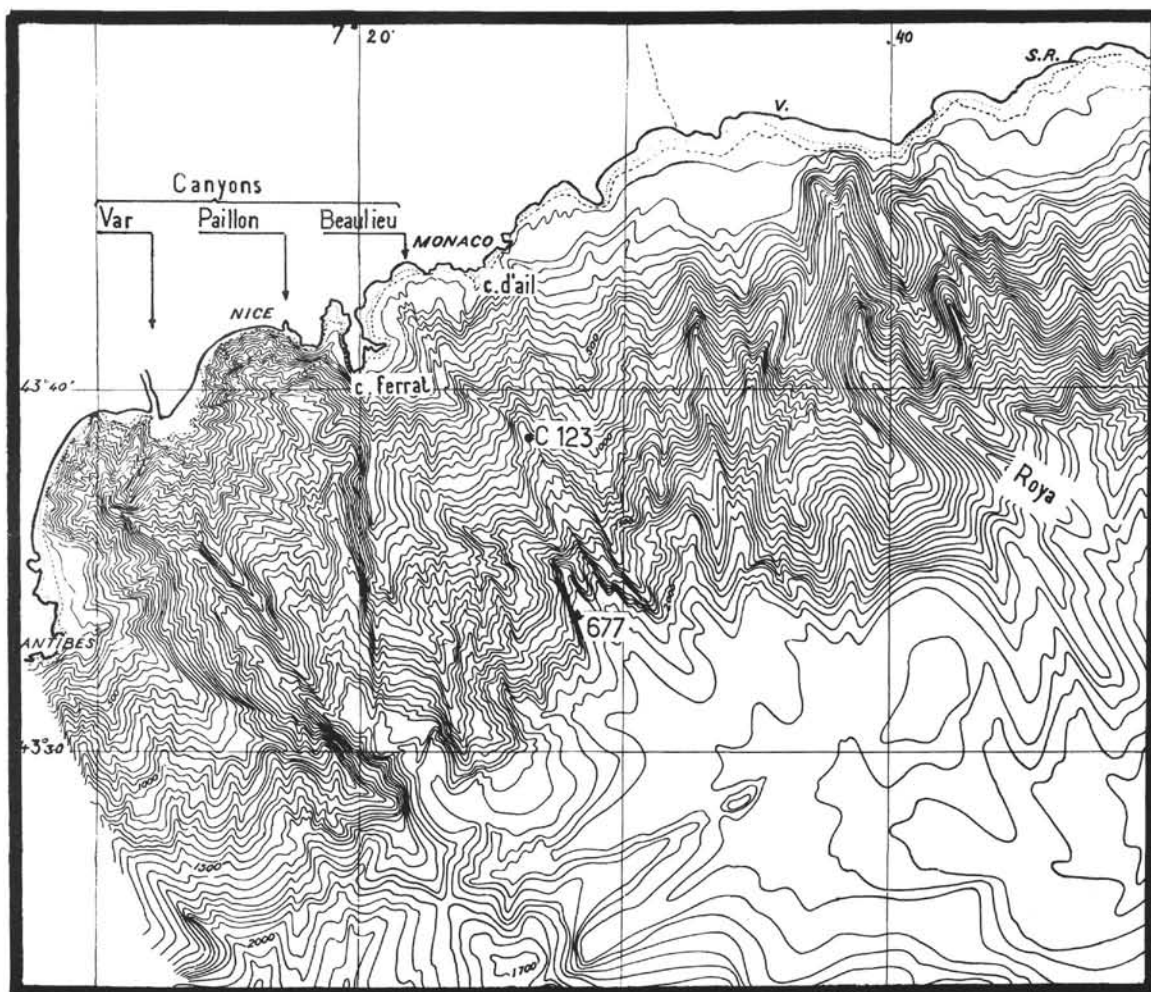 7° 20'
40
S.R.
V.
Canyons
Var Paillon Beaulieu
MONACO
c. d'ail
NICE
43°40'
c. Ferrat
C 123
Roya
677
ANTIBES
43°30'
1000
1500
2000
1700